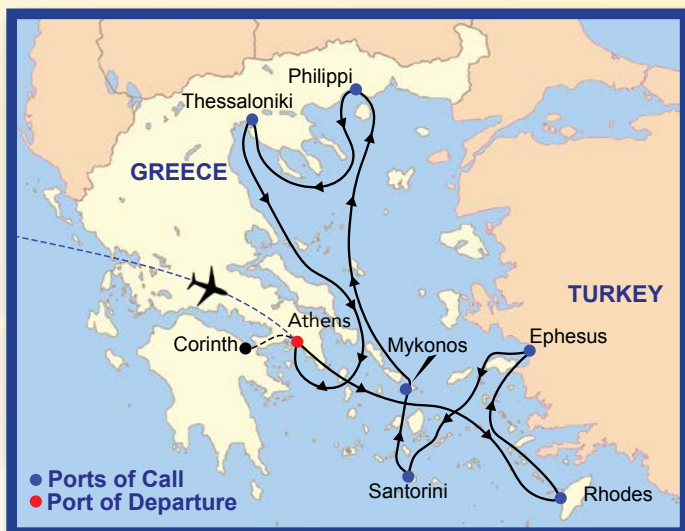 Philippi
Thessaloniki
GREECE
TURKEY
Athens
Corinth
Mykonos
Ephesus
Santorini
Rhodes
Ports of Call
Port of Departure